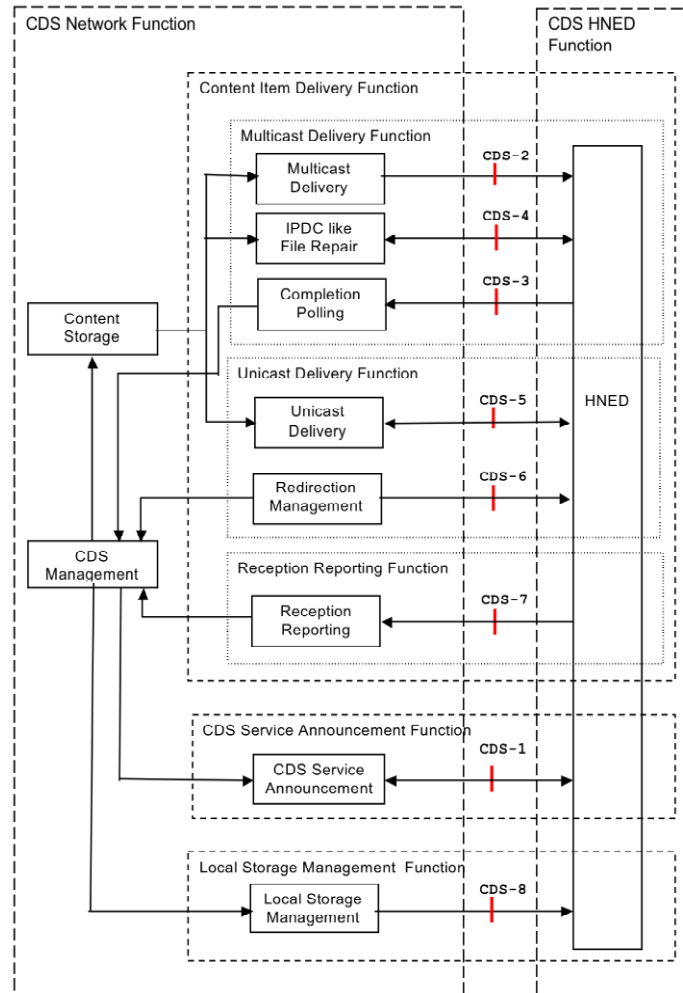 CDS Network Function
CDS HNED
Function
Content Item Delivery Function
Multicast Delivery Function
CDS-2
Multicast
Delivery
CDS-4
IPDC like
File Repair
CDS-3
Completion
Polling
Content
Storage
Unicast Delivery Function
CDS-5
HNED
Unicast
Delivery
CDS-6
Redirection
Management
CDS
Management
Reception Reporting Function
CDS-7
Reception
Reporting
CDS Service Announcement Function
CDS-1
CDS Service
Announcement
Local Storage Management Function
CDS-8
Local Storage
Management